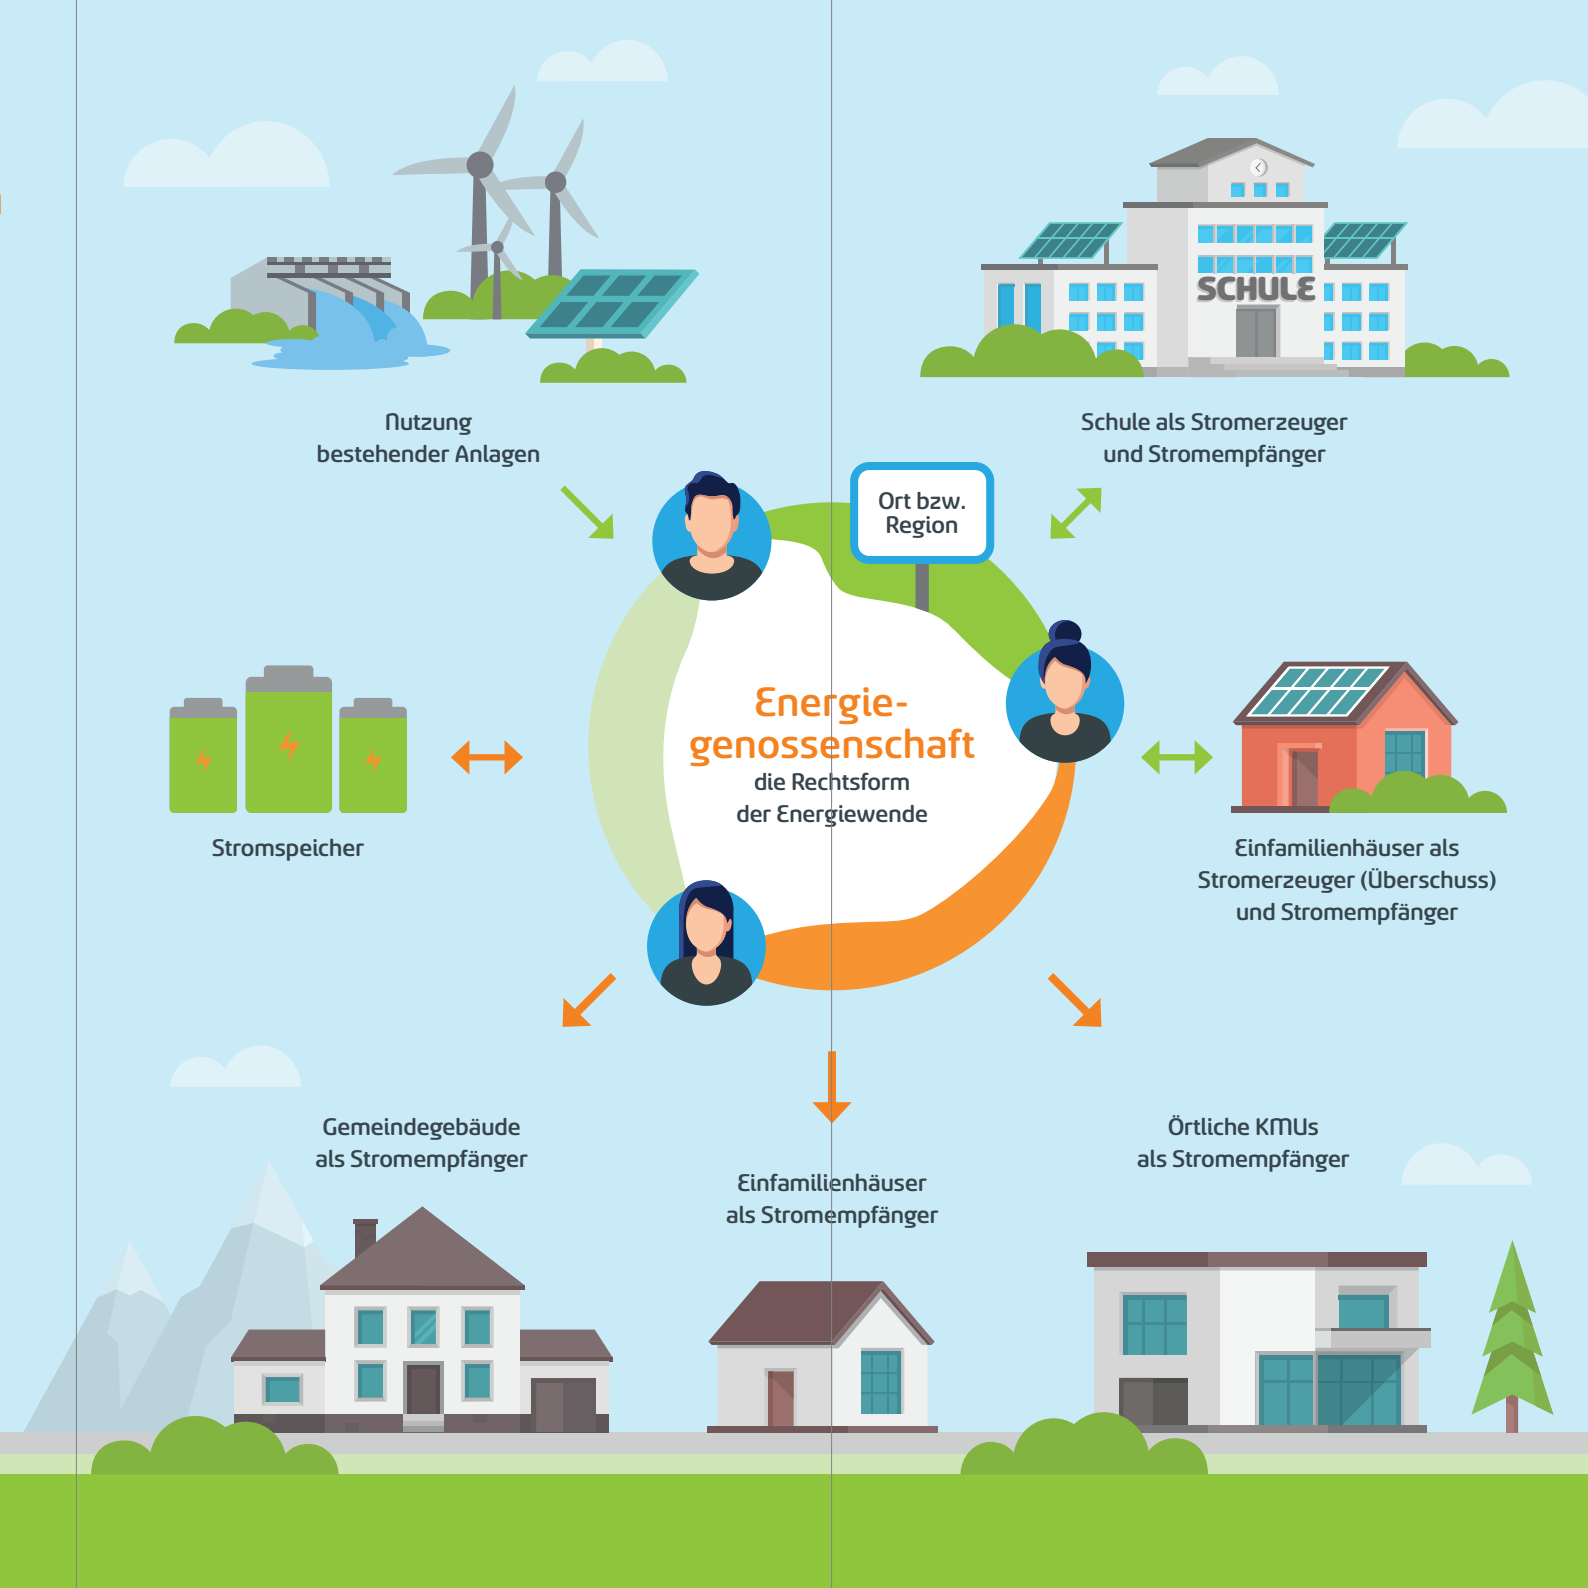 Nutzung
bestehender Anlagen
SCHULE
Schule als Stromerzeuger
und Stromempfänger
Ort bzw.
Region
Energie-
genossenschaft
die Rechtsform
der Energiewende
Stromspeicher
Einfamilienhäuser als
Stromerzeuger (Überschuss)
und Stromempfänger
Gemeindegebäude
als Stromempfänger
Einfamilienhäuser
als Stromempfänger
Örtliche KMUs
als Stromempfänger